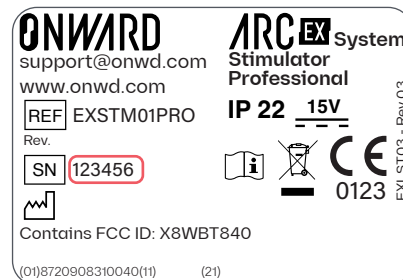 ONWARD
support@onwd.com
www.onwd.com
REF EXSTM01PRO
Rev.
SN 123456
Contains FCC ID: X8WBT840
(01)8720908310040(11) (21)
ARC EX System
Stimulator
Professional
IP 22 15V
CE
0123
EXLST03 - Rev 03